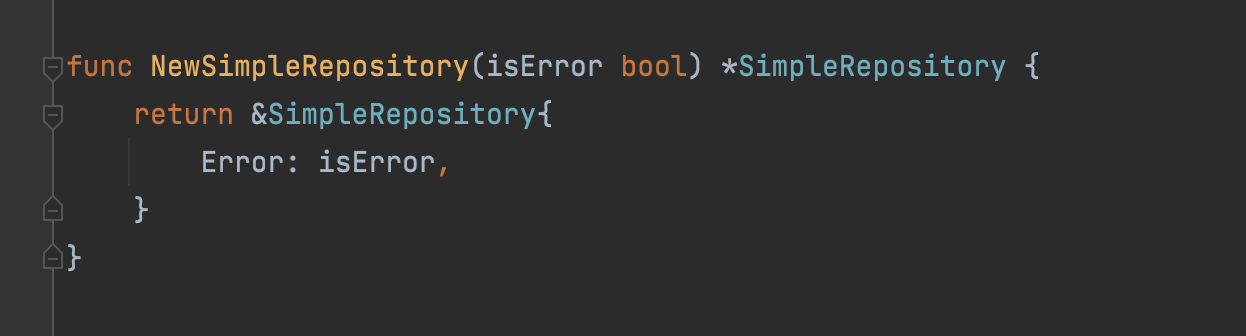 func NewSimpleRepository(isError bool) *SimpleRepository {
    return &SimpleRepository{
        Error: isError,
    }
}